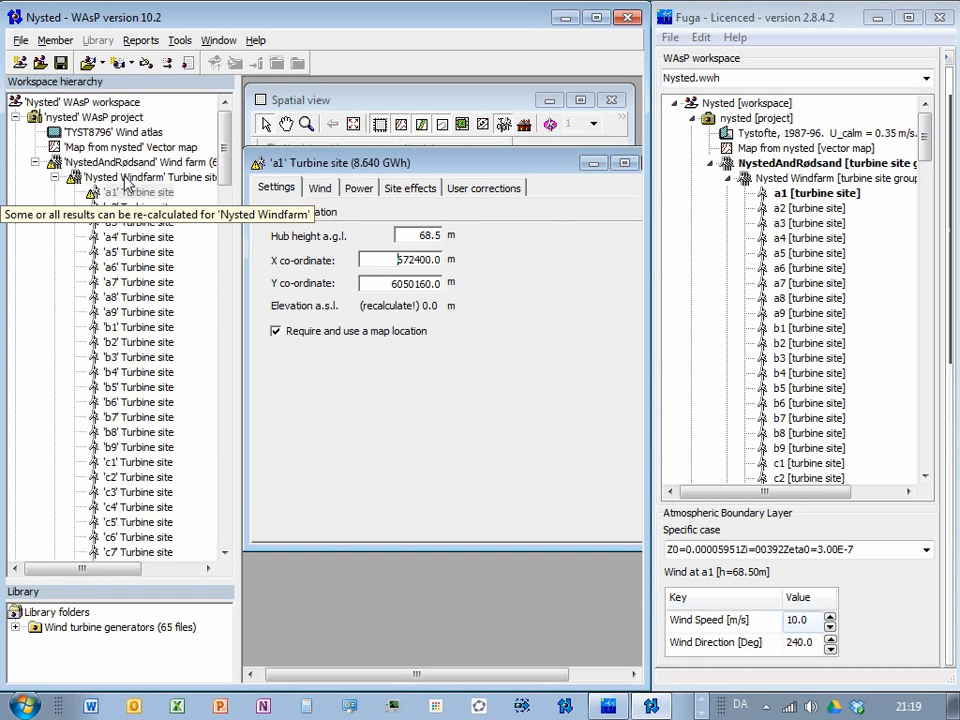 Nysted - WAsP version 10.2
File Member Library Reports Tools Window Help
Workspace hierarchy
'Nysted' WAsP workspace
'nysted' WAsP project
'TYST8796' Wind atlas
'Map from nysted' Vector map
'NystedAndRødsand' Wind farm (6
'Nysted Windfarm' Turbine sit
'a1' Turbine site
Some or all results can be re-calculated for 'Nysted Windfarm'
'a4' Turbine site
'a5' Turbine site
'a6' Turbine site
'a7' Turbine site
'a8' Turbine site
'a9' Turbine site
'b1' Turbine site
'b2' Turbine site
'b3' Turbine site
'b4' Turbine site
'b5' Turbine site
'b6' Turbine site
'b7' Turbine site
'b8' Turbine site
'b9' Turbine site
'c1' Turbine site
'c2' Turbine site
'c3' Turbine site
'c4' Turbine site
'c5' Turbine site
'c6' Turbine site
'c7' Turbine site
Library
Library folders
Wind turbine generators (65 files)
Spatial view
1
'a1' Turbine site (8.640 GWh)
Settings Wind Power Site effects User corrections
Hub height a.g.l. 68.5 m
X co-ordinate: 572400.0 m
Y co-ordinate: 6050160.0 m
Elevation a.s.l. (recalculate!) 0.0 m
Require and use a map location
Fuga - Licenced - version 2.8.4.2
File Edit Help
WAsP workspace
Nysted.wwh
Nysted [workspace]
nysted [project]
Tystofte, 1987-96. U_calm = 0.35 m/s.
Map from nysted [vector map]
NystedAndRødsand [turbine site g
Nysted Windfarm [turbine site group
a1 [turbine site]
a2 [turbine site]
a3 [turbine site]
a4 [turbine site]
a5 [turbine site]
a6 [turbine site]
a7 [turbine site]
a8 [turbine site]
a9 [turbine site]
b1 [turbine site]
b2 [turbine site]
b3 [turbine site]
b4 [turbine site]
b5 [turbine site]
b6 [turbine site]
b7 [turbine site]
b8 [turbine site]
b9 [turbine site]
c1 [turbine site]
c2 [turbine site]
Atmospheric Boundary Layer
Specific case
Z0=0.00005951Zi=00392Zeta0=3.00E-7
Wind at a1 [h=68.50m]
Key Value
Wind Speed [m/s] 10.0
Wind Direction [Deg] 240.0
DA
21:19